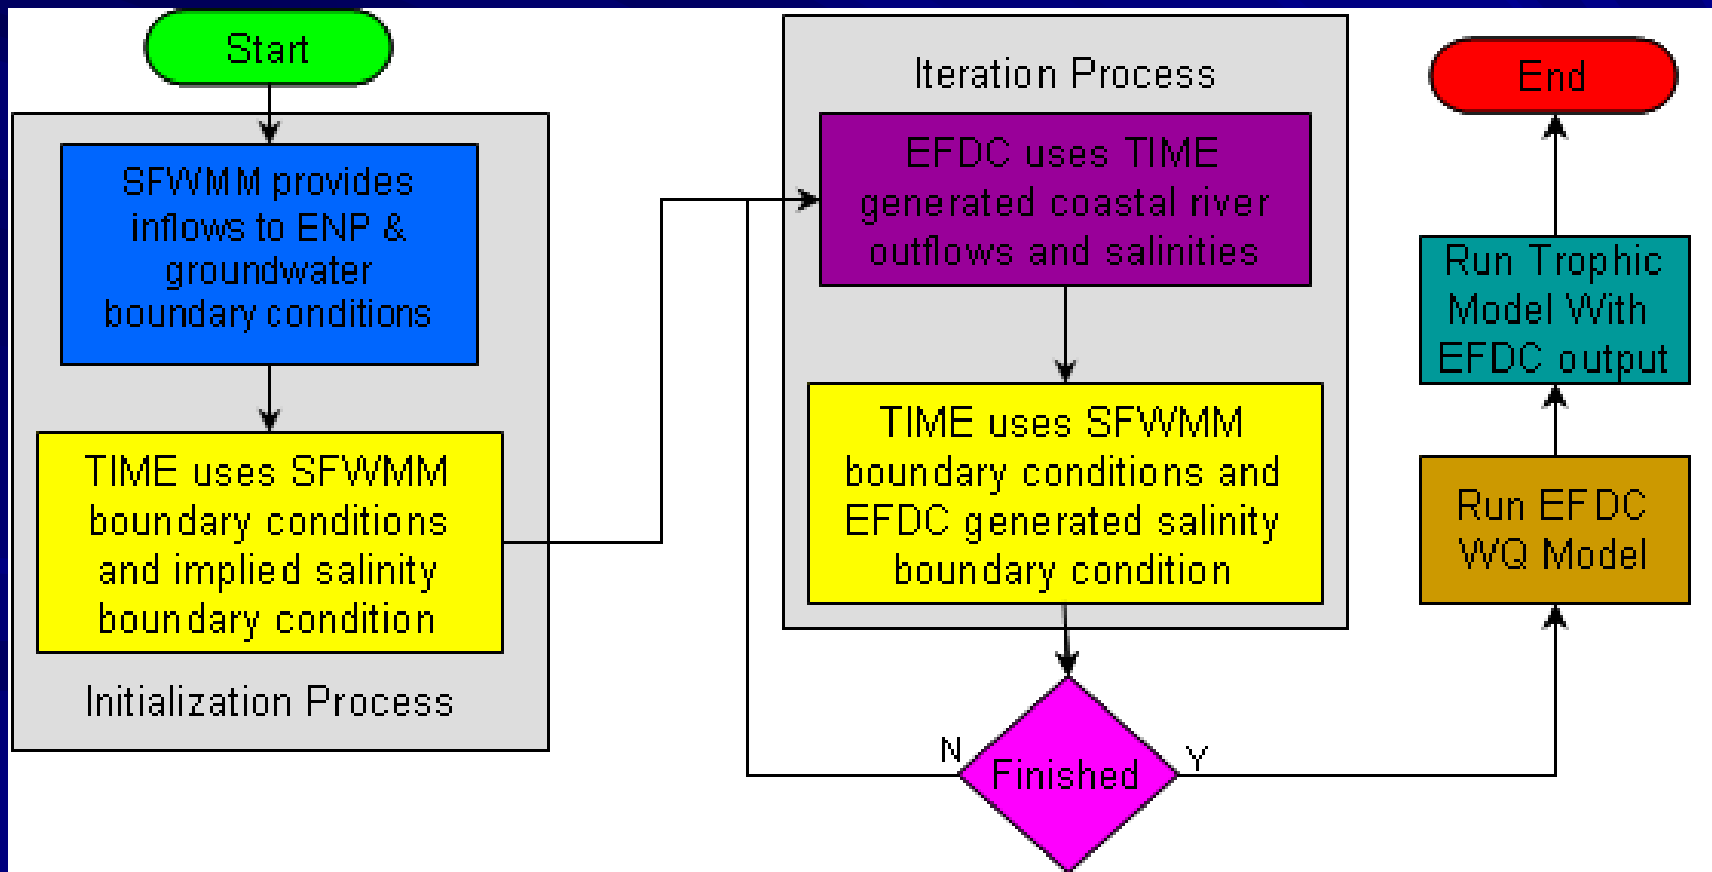 Start
SFWMM provides
inflows to ENP &
groundwater
boundary conditions
TIME uses SFWMM
boundary conditions
and implied salinity
boundary condition
Initialization Process
Iteration Process
EFDC uses TIME
generated coastal river
outflows and salinities
TIME uses SFWMM
boundary conditions and
EFDC generated salinity
boundary condition
N
Finished
Y
End
Run Trophic
Model With
EFDC output
Run EFDC
WQ Model